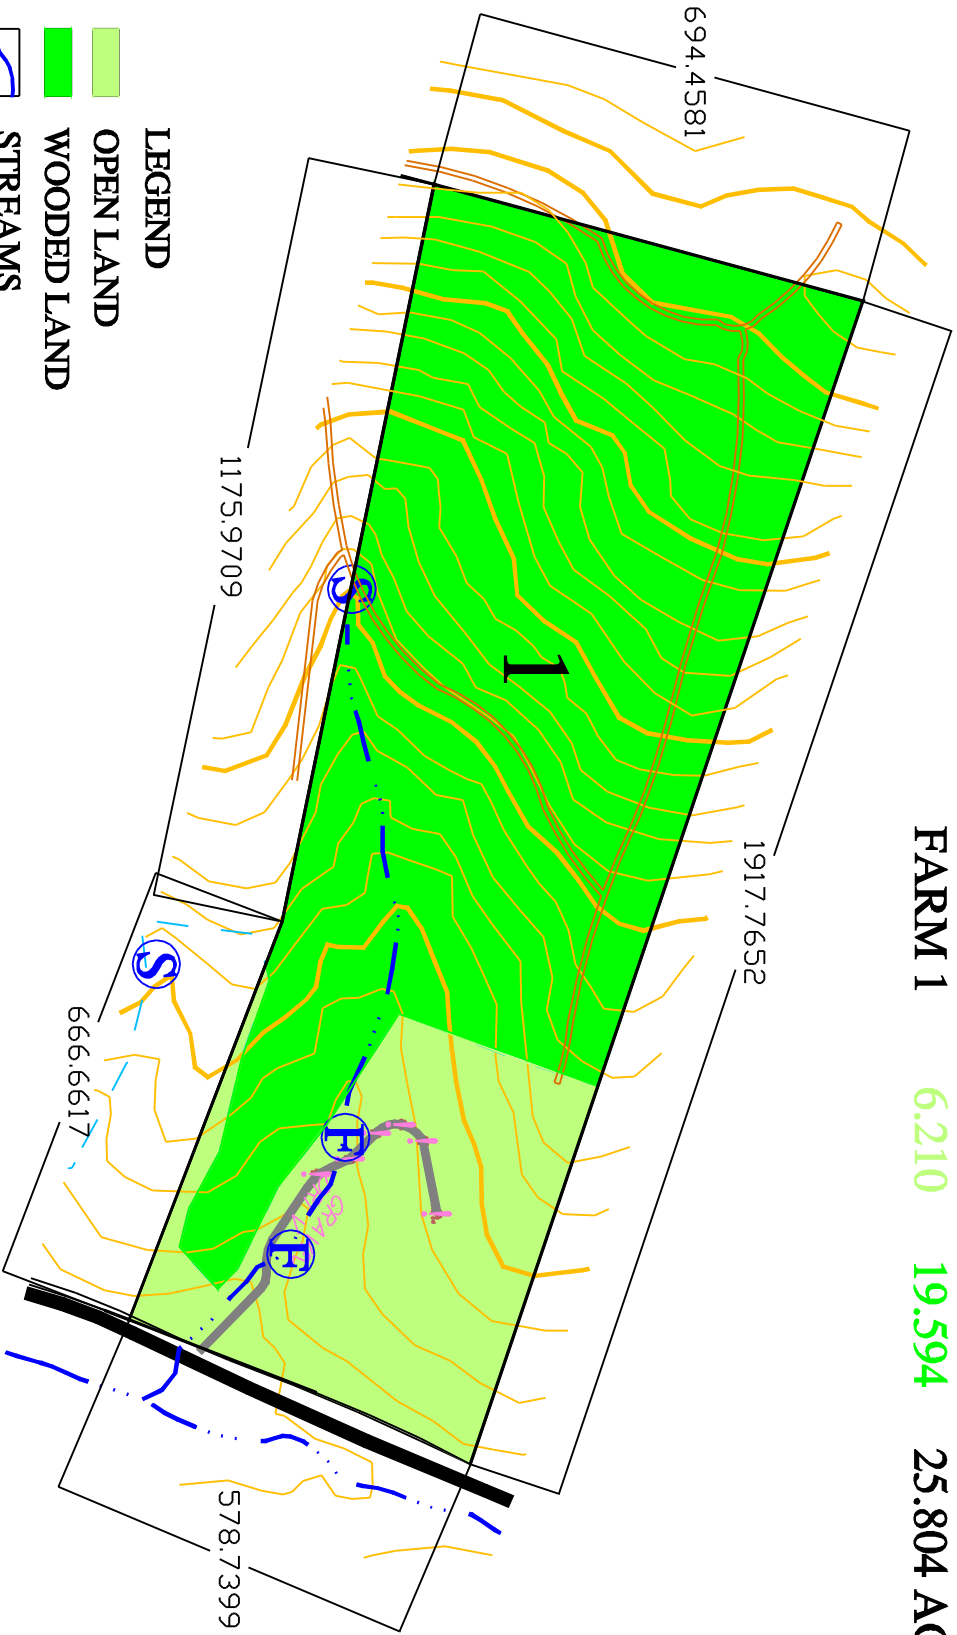 FARM 1 6.210 19.594 25.804 AC
694.4581
1917.7652
1
1175.9709
S
S
666.6617
F
F
GRAVEL
578.7399
LEGEND
OPEN LAND
WOODED LAND
STREAMS